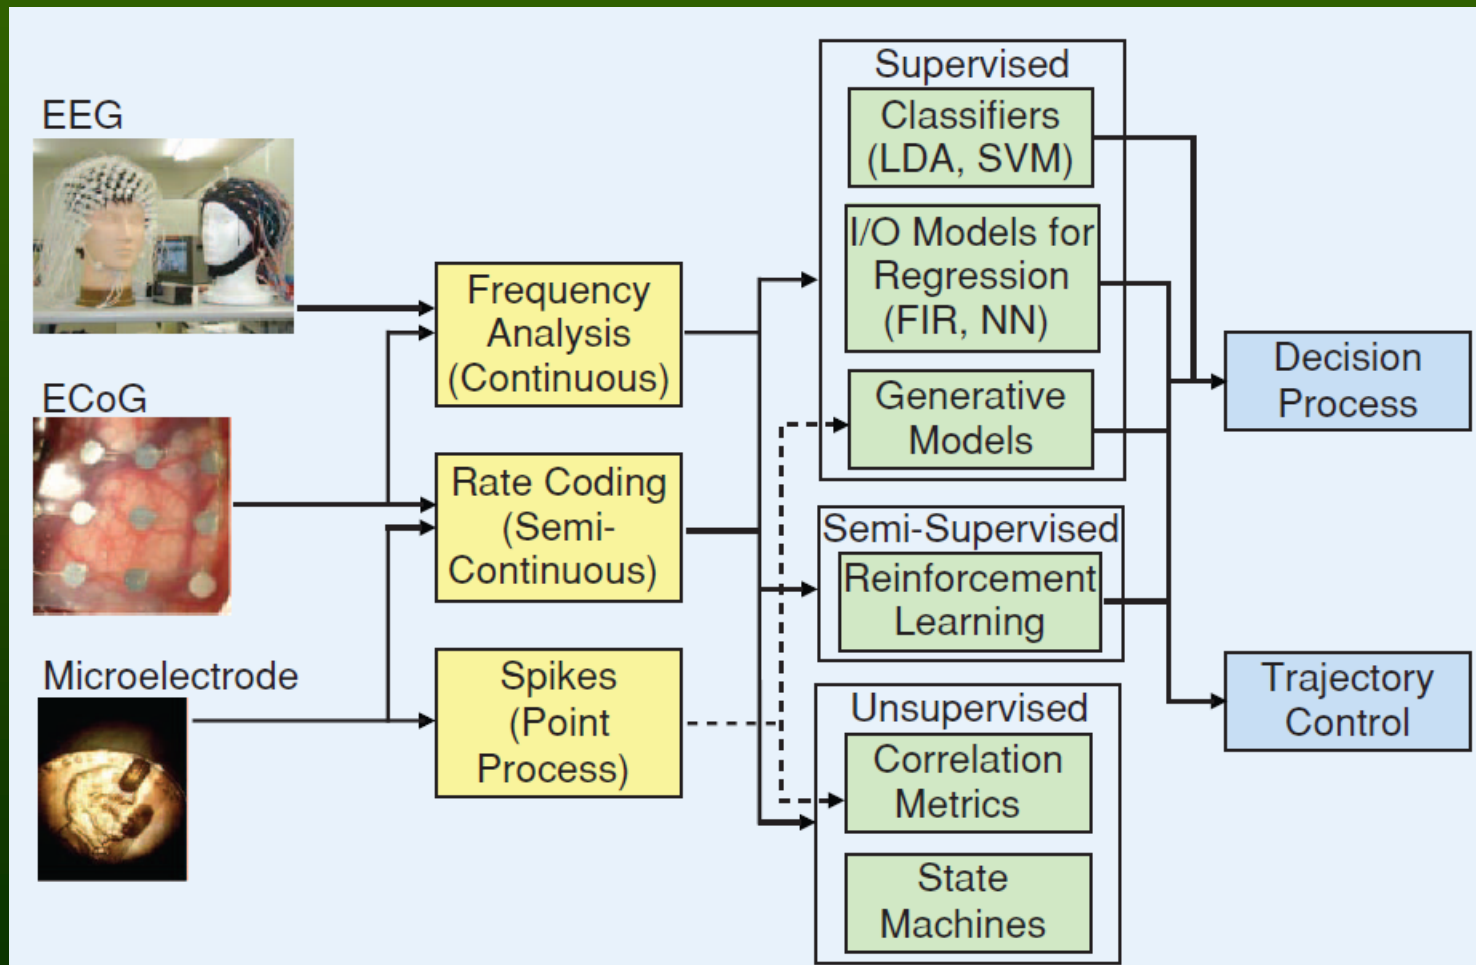 EEG
ECoG
Microelectrode
Frequency
Analysis
(Continuous)
Rate Coding
(Semi-
Continuous)
Spikes
(Point
Process)
Supervised
Classifiers
(LDA, SVM)
I/O Models for
Regression
(FIR, NN)
Generative
Models
Semi-Supervised
Reinforcement
Learning
Unsupervised
Correlation
Metrics
State
Machines
Decision
Process
Trajectory
Control